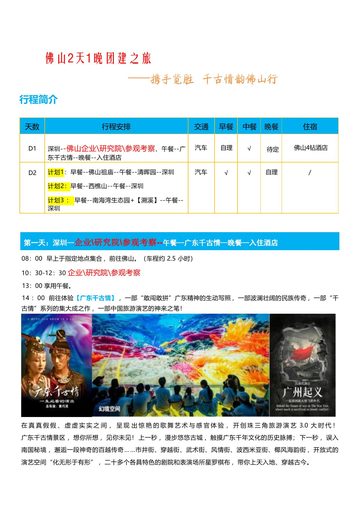 佛山2天1晚团建之旅
——携手览胜 千古情韵佛山行
行程简介
天数 行程安排 交通 早餐 中餐 晚餐 住宿
D1 深圳--佛山企业\研究院\参观考察、午餐--广东千古情--晚餐--入住酒店 汽车 自理 √ 待定 佛山4钻酒店
D2 计划1：早餐--佛山祖庙--午餐--清晖园--深圳 汽车 √ √ 自理 /
计划2：早餐--西樵山--午餐--深圳
计划3：早餐--南海湾生态园+【溯溪】--午餐--深圳
第一天：深圳—企业\研究院\参观考察--午餐—广东千古情—晚餐—入住酒店
08：00 早上于指定地点集合，前往佛山。（车程约 2.5 小时）
10：30-12：30 企业\研究院\参观考察
13：00 享用午餐。
14：00 前往体验【广东千古情】，一部“敢闯敢拼”广东精神的生动写照，一部波澜壮阔的民族传奇，一部“千
古情”系列的集大成之作，一部中国旅游演艺的神来之笔！
广东千古情
幻镜空间
广州起义
在真真假假、虚虚实实之间，呈现出惊艳的歌舞艺术与感官体验，开创珠三角旅游演艺 3.0 大时代！
广东千古情景区，想你所想，见你未见！上一秒，漫步悠悠古城，触摸广东千年文化的历史脉搏；下一秒，误入
南国秘境，邂逅一段神奇的百越传奇……市井街、穿越街、武术街、风情街、波西米亚街、椰风海韵街，开放式的
演艺空间“化无形于有形”，二十多个各具特色的剧院和表演场所星罗棋布，带你上天入地、穿越古今。